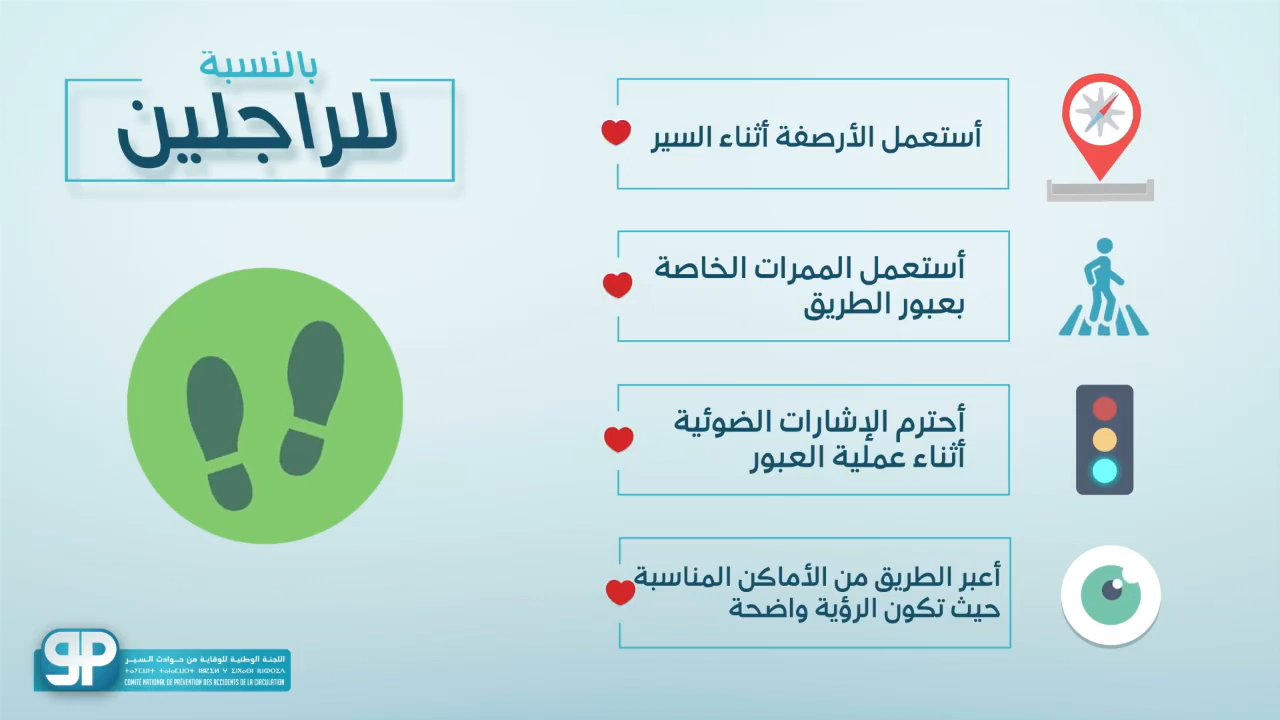 بالنسبة
للراجلين
أستعمل الأرصفة أثناء السير
أستعمل الممرات الخاصة
بعبور الطريق
أحترم الإشارات الضوئية
أثناء عملية العبور
أعبر الطريق من الأماكن المناسبة
حيث تكون الرؤية واضحة
اللجنة الوطنية للوقاية من حوادث السير
COMITÉ NATIONAL DE PRÉVENTION DES ACCIDENTS DE LA CIRCULATION